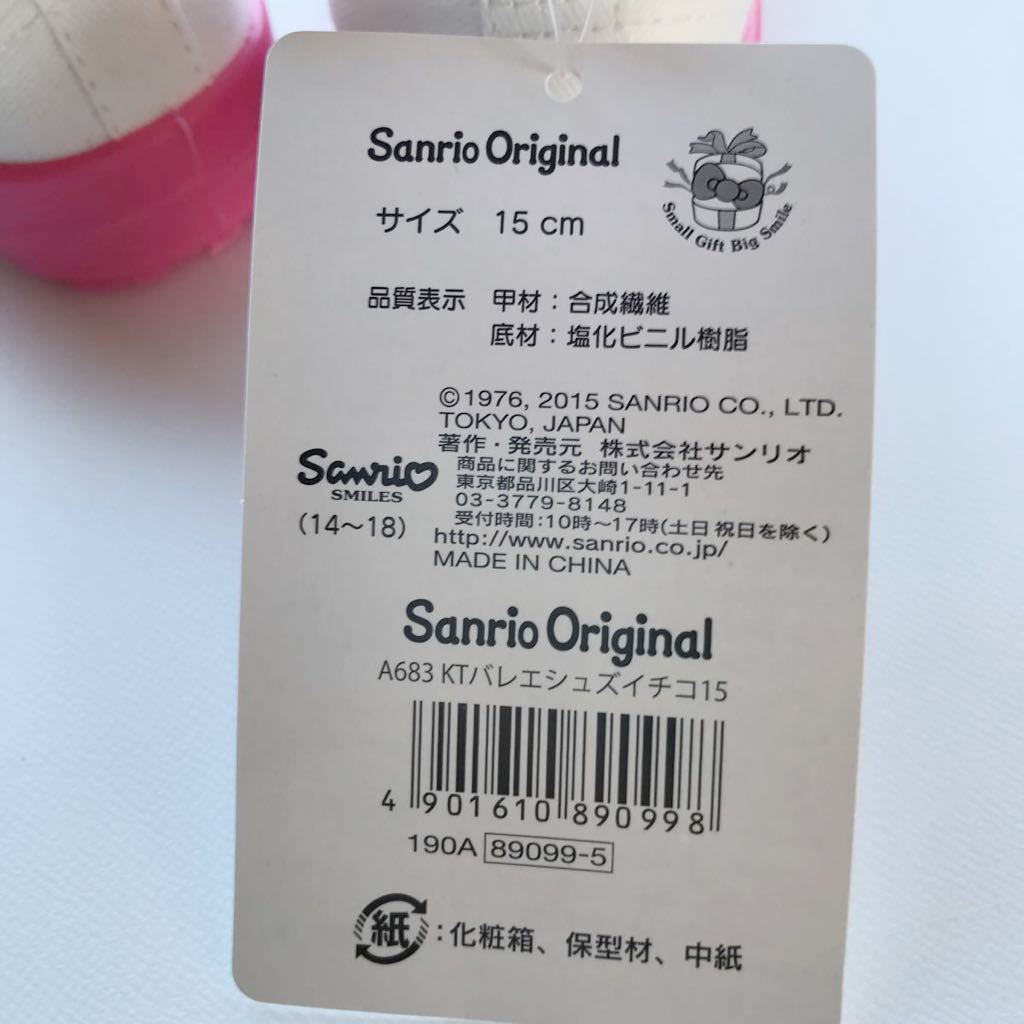 Sanrio Original
Small Gift Big Smile
サイズ 15 cm
品質表示 甲材：合成繊維
底材：塩化ビニル樹脂
©1976, 2015 SANRIO CO., LTD.
TOKYO, JAPAN
著作・発売元 株式会社サンリオ
商品に関するお問い合わせ先
東京都品川区大崎1-11-1
03-3779-8148
受付時間：10時～17時(土日 祝日を除く)
http://www.sanrio.co.jp/
MADE IN CHINA
Sanrio
SMILES
(14～18)
Sanrio Original
A683 KTバレエシュズイチコ15
4 901610 890998
190A 89099-5
紙：化粧箱、保型材、中紙